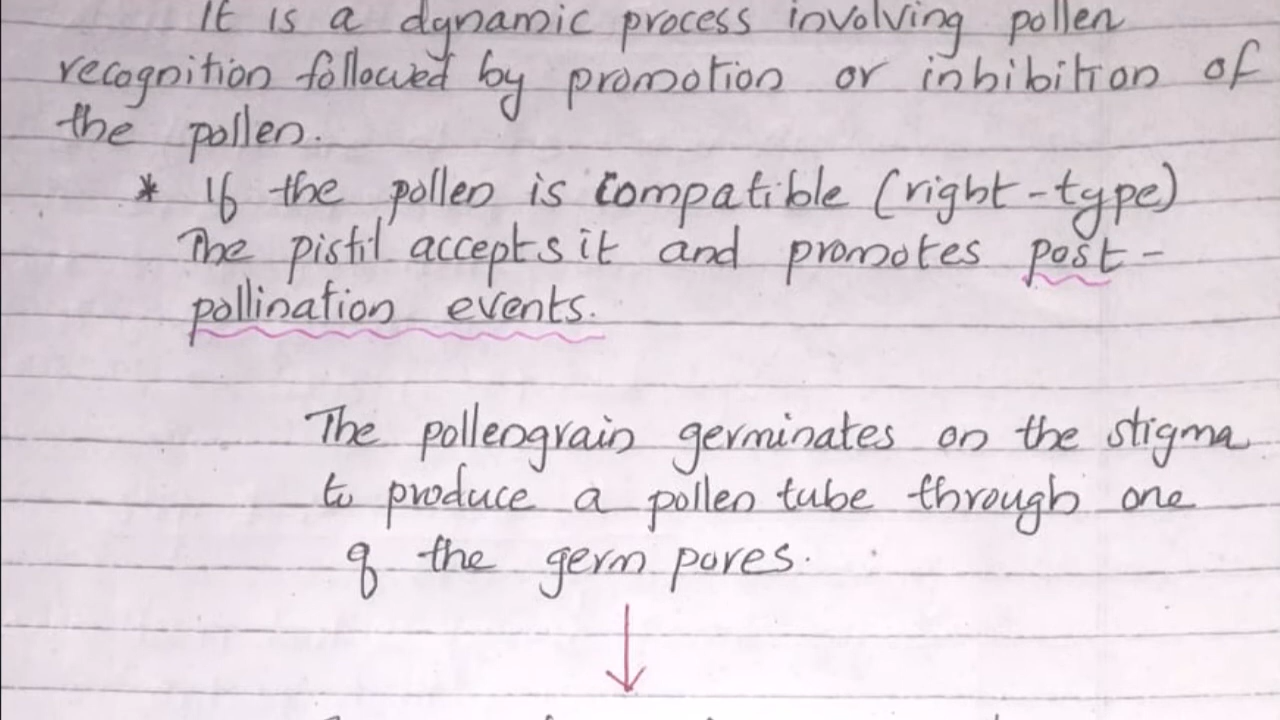 It is a dynamic process involving pollen
recognition followed by promotion or inhibition of
the pollen.
* If the pollen is compatible (right-type)
The pistil accepts it and promotes post-
pollination events.
The pollengrain germinates on the stigma
to produce a pollen tube through one
of the germ pores.